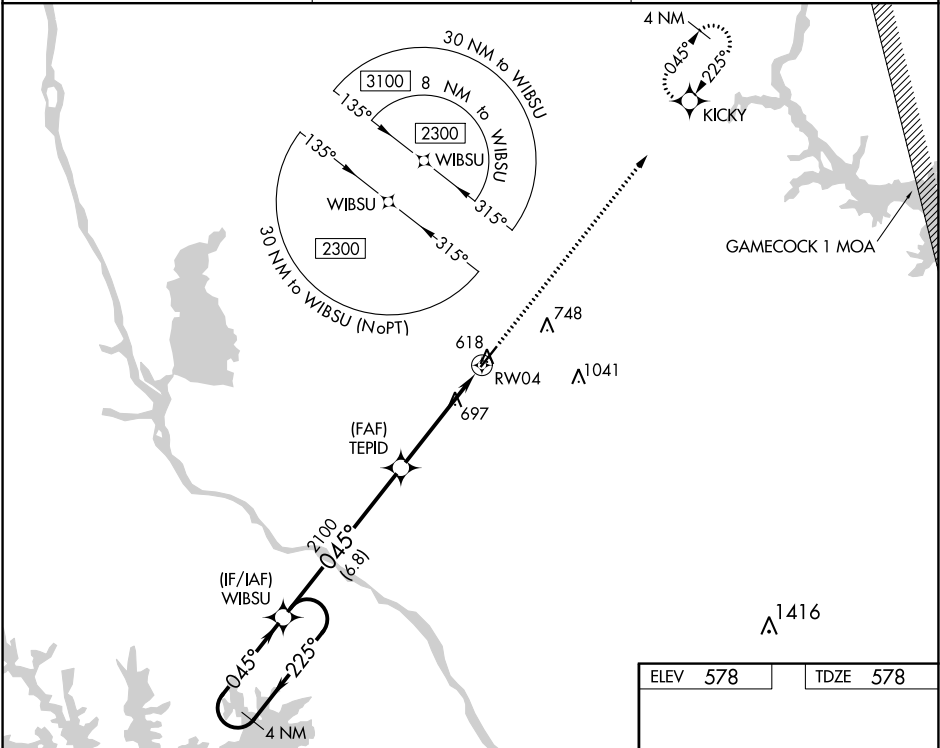 4 NM
045°
225°
KICKY
30 NM to WIBSU
3100
8 NM to WIBSU
135°
2300
WIBSU
315°
135°
WIBSU
315°
2300
30 NM to WIBSU (NoPT)
GAMECOCK 1 MOA
748
618
RW04
1041
697
(FAF)
TEPID
2100
045°
(6.8)
(IF/IAF)
WIBSU
045°
225°
4 NM
1416
ELEV 578
TDZE 578